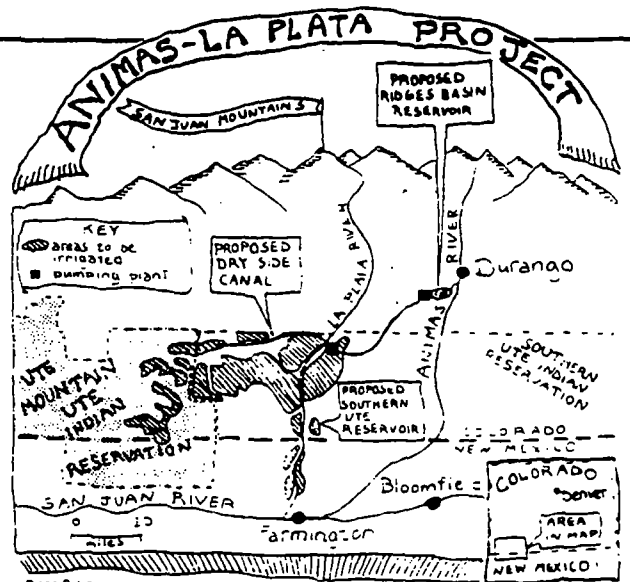 ANIMAS-LA PLATA PROJECT
SAN JUAN MOUNTAINS
PROPOSED
RIDGES BASIN
RESERVOIR
KEY
areas to be
irrigated
pumping plant
PROPOSED
DRY SIDE
CANAL
LA PLATA RIVER
ANIMAS RIVER
Durango
UTE
MOUNTAIN
UTE
INDIAN
RESERVATION
SOUTHERN
UTE INDIAN
RESERVATION
PROPOSED
SOUTHERN
UTE
RESERVOIR
COLORADO
NEW MEXICO
SAN JUAN RIVER
miles
Farmington
Bloomfie
COLORADO
Denver
AREA
IN MAP
NEW MEXICO